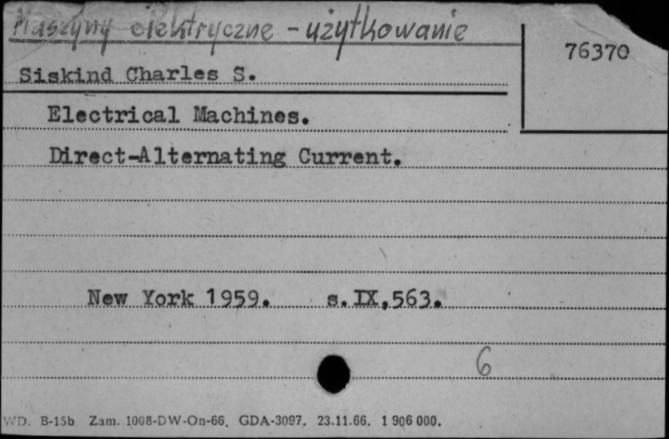 Maszyny elektryczne - użytkowanie
76370
Siskind Charles S.
Electrical Machines.
Direct-Alternating Current.
New York 1959. s.IX,563.
6
WD. B-15b Zam. 1008-DW-On-66. GDA-3097. 23.11.66. 1 906 000.